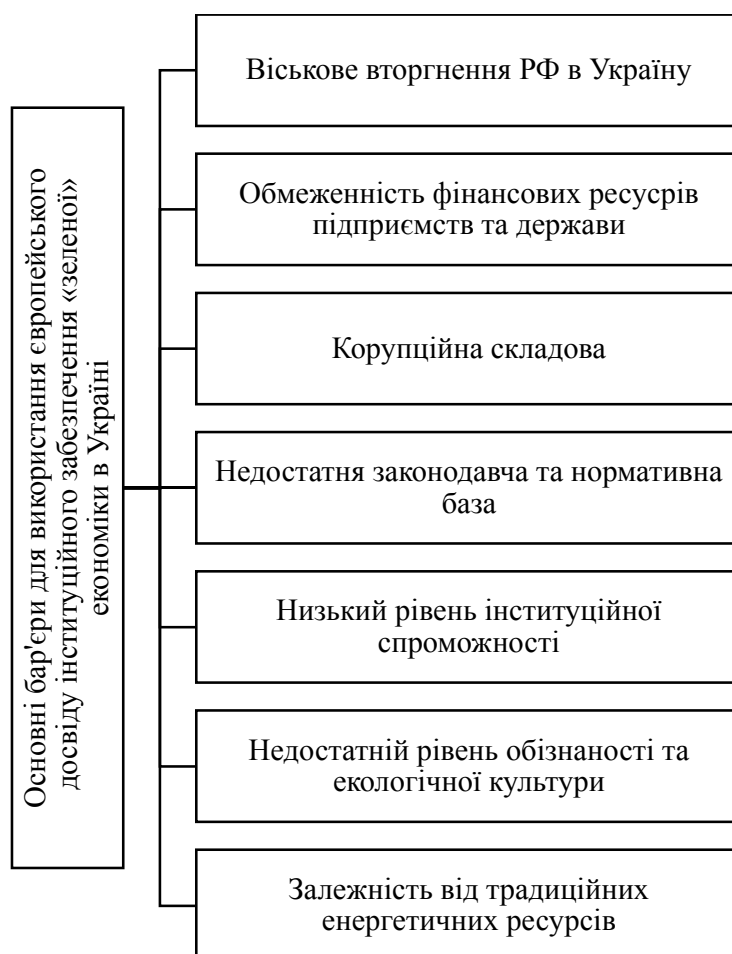 Основні бар'єри для використання європейського
досвіду інституційного забезпечення «зеленої»
економіки в Україні
Віськове вторгнення РФ в Україну
Обмеженність фінансових ресусрів
підприємств та держави
Корупційна складова
Недостатня законодавча та нормативна
база
Низький рівень інституційної
спроможності
Недостатній рівень обізнаності та
екологічної культури
Залежність від традиційних
енергетичних ресурсів